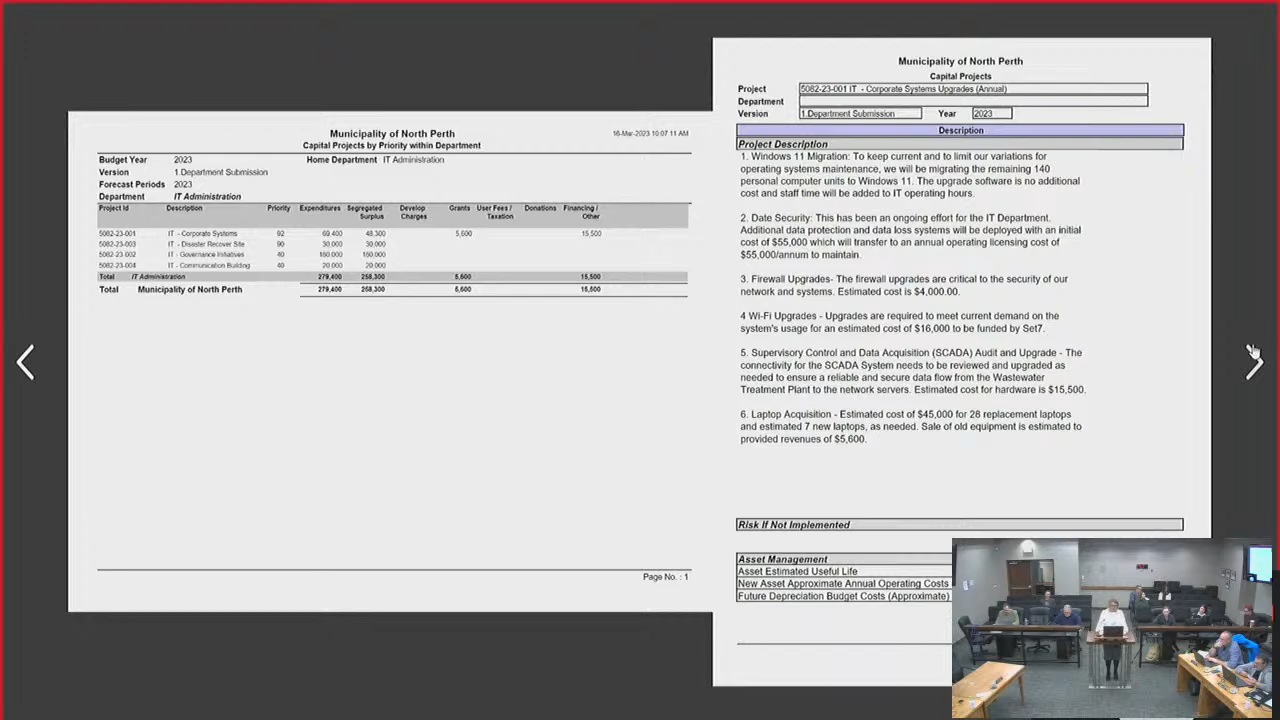 Municipality of North Perth
16-Mar-2023 10:07:11 AM
Capital Projects by Priority within Department
Budget Year 2023 Home Department IT Administration
Version 1.Department Submission
Forecast Periods 2023
Department IT Administration
Project Id Description Priority Expenditures Segregated Surplus Develop Charges Grants User Fees / Taxation Donations Financing / Other
5082-23-001 IT - Corporate Systems 92 69,400 48,300 5,600 15,500
5082-23-003 IT - Disaster Recover Site 90 30,000 30,000
5082-23-002 IT - Governance Initiatives 40 160,000 160,000
5082-23-004 IT - Communication Building 40 20,000 20,000
Total IT Administration 279,400 258,300 5,600 15,500
Total Municipality of North Perth 279,400 258,300 5,600 15,500
Page No. : 1
Municipality of North Perth
Capital Projects
Project 5082-23-001 IT - Corporate Systems Upgrades (Annual)
Department
Version 1.Department Submission Year 2023
Description
Project Description
1. Windows 11 Migration: To keep current and to limit our variations for
operating systems maintenance, we will be migrating the remaining 140
personal computer units to Windows 11. The upgrade software is no additional
cost and staff time will be added to IT operating hours.
2. Date Security: This has been an ongoing effort for the IT Department.
Additional data protection and data loss systems will be deployed with an initial
cost of $55,000 which will transfer to an annual operating licensing cost of
$55,000/annum to maintain.
3. Firewall Upgrades- The firewall upgrades are critical to the security of our
network and systems. Estimated cost is $4,000.00.
4 Wi-Fi Upgrades - Upgrades are required to meet current demand on the
system's usage for an estimated cost of $16,000 to be funded by Set7.
5. Supervisory Control and Data Acquisition (SCADA) Audit and Upgrade - The
connectivity for the SCADA System needs to be reviewed and upgraded as
needed to ensure a reliable and secure data flow from the Wastewater
Treatment Plant to the network servers. Estimated cost for hardware is $15,500.
6. Laptop Acquisition - Estimated cost of $45,000 for 28 replacement laptops
and estimated 7 new laptops, as needed. Sale of old equipment is estimated to
provided revenues of $5,600.
Risk If Not Implemented
Asset Management
Asset Estimated Useful Life
New Asset Approximate Annual Operating Costs
Future Depreciation Budget Costs (Approximate)